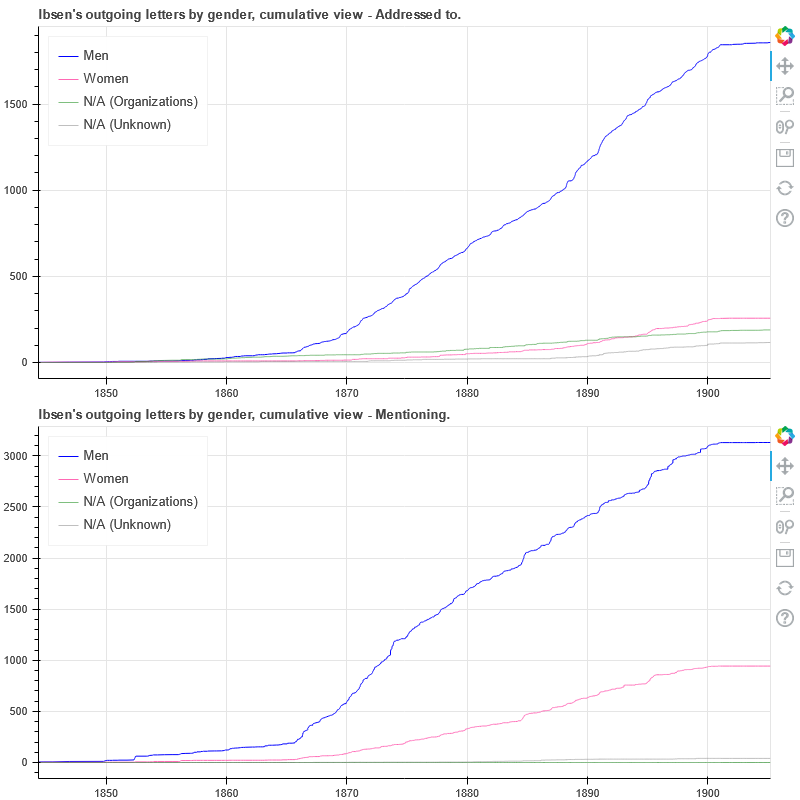 Ibsen's outgoing letters by gender, cumulative view - Addressed to.
Men
Women
N/A (Organizations)
N/A (Unknown)
1500
1000
500
0
1850 1860 1870 1880 1890 1900
Ibsen's outgoing letters by gender, cumulative view - Mentioning.
Men
Women
N/A (Organizations)
N/A (Unknown)
3000
2500
2000
1500
1000
500
0
1850 1860 1870 1880 1890 1900